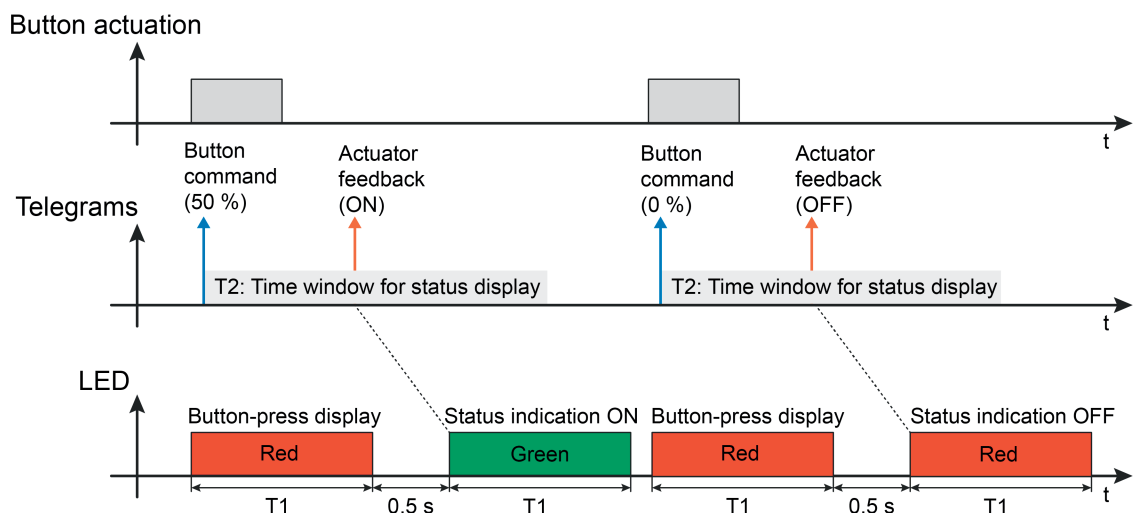 Button actuation
t
Button
command
(50 %)
Actuator
feedback
(ON)
Button
command
(0 %)
Actuator
feedback
(OFF)
Telegrams
T2: Time window for status display
T2: Time window for status display
t
LED
Button-press display
Status indication ON
Button-press display
Status indication OFF
Red
Green
Red
Red
t
T1
0.5 s
T1
T1
0.5 s
T1